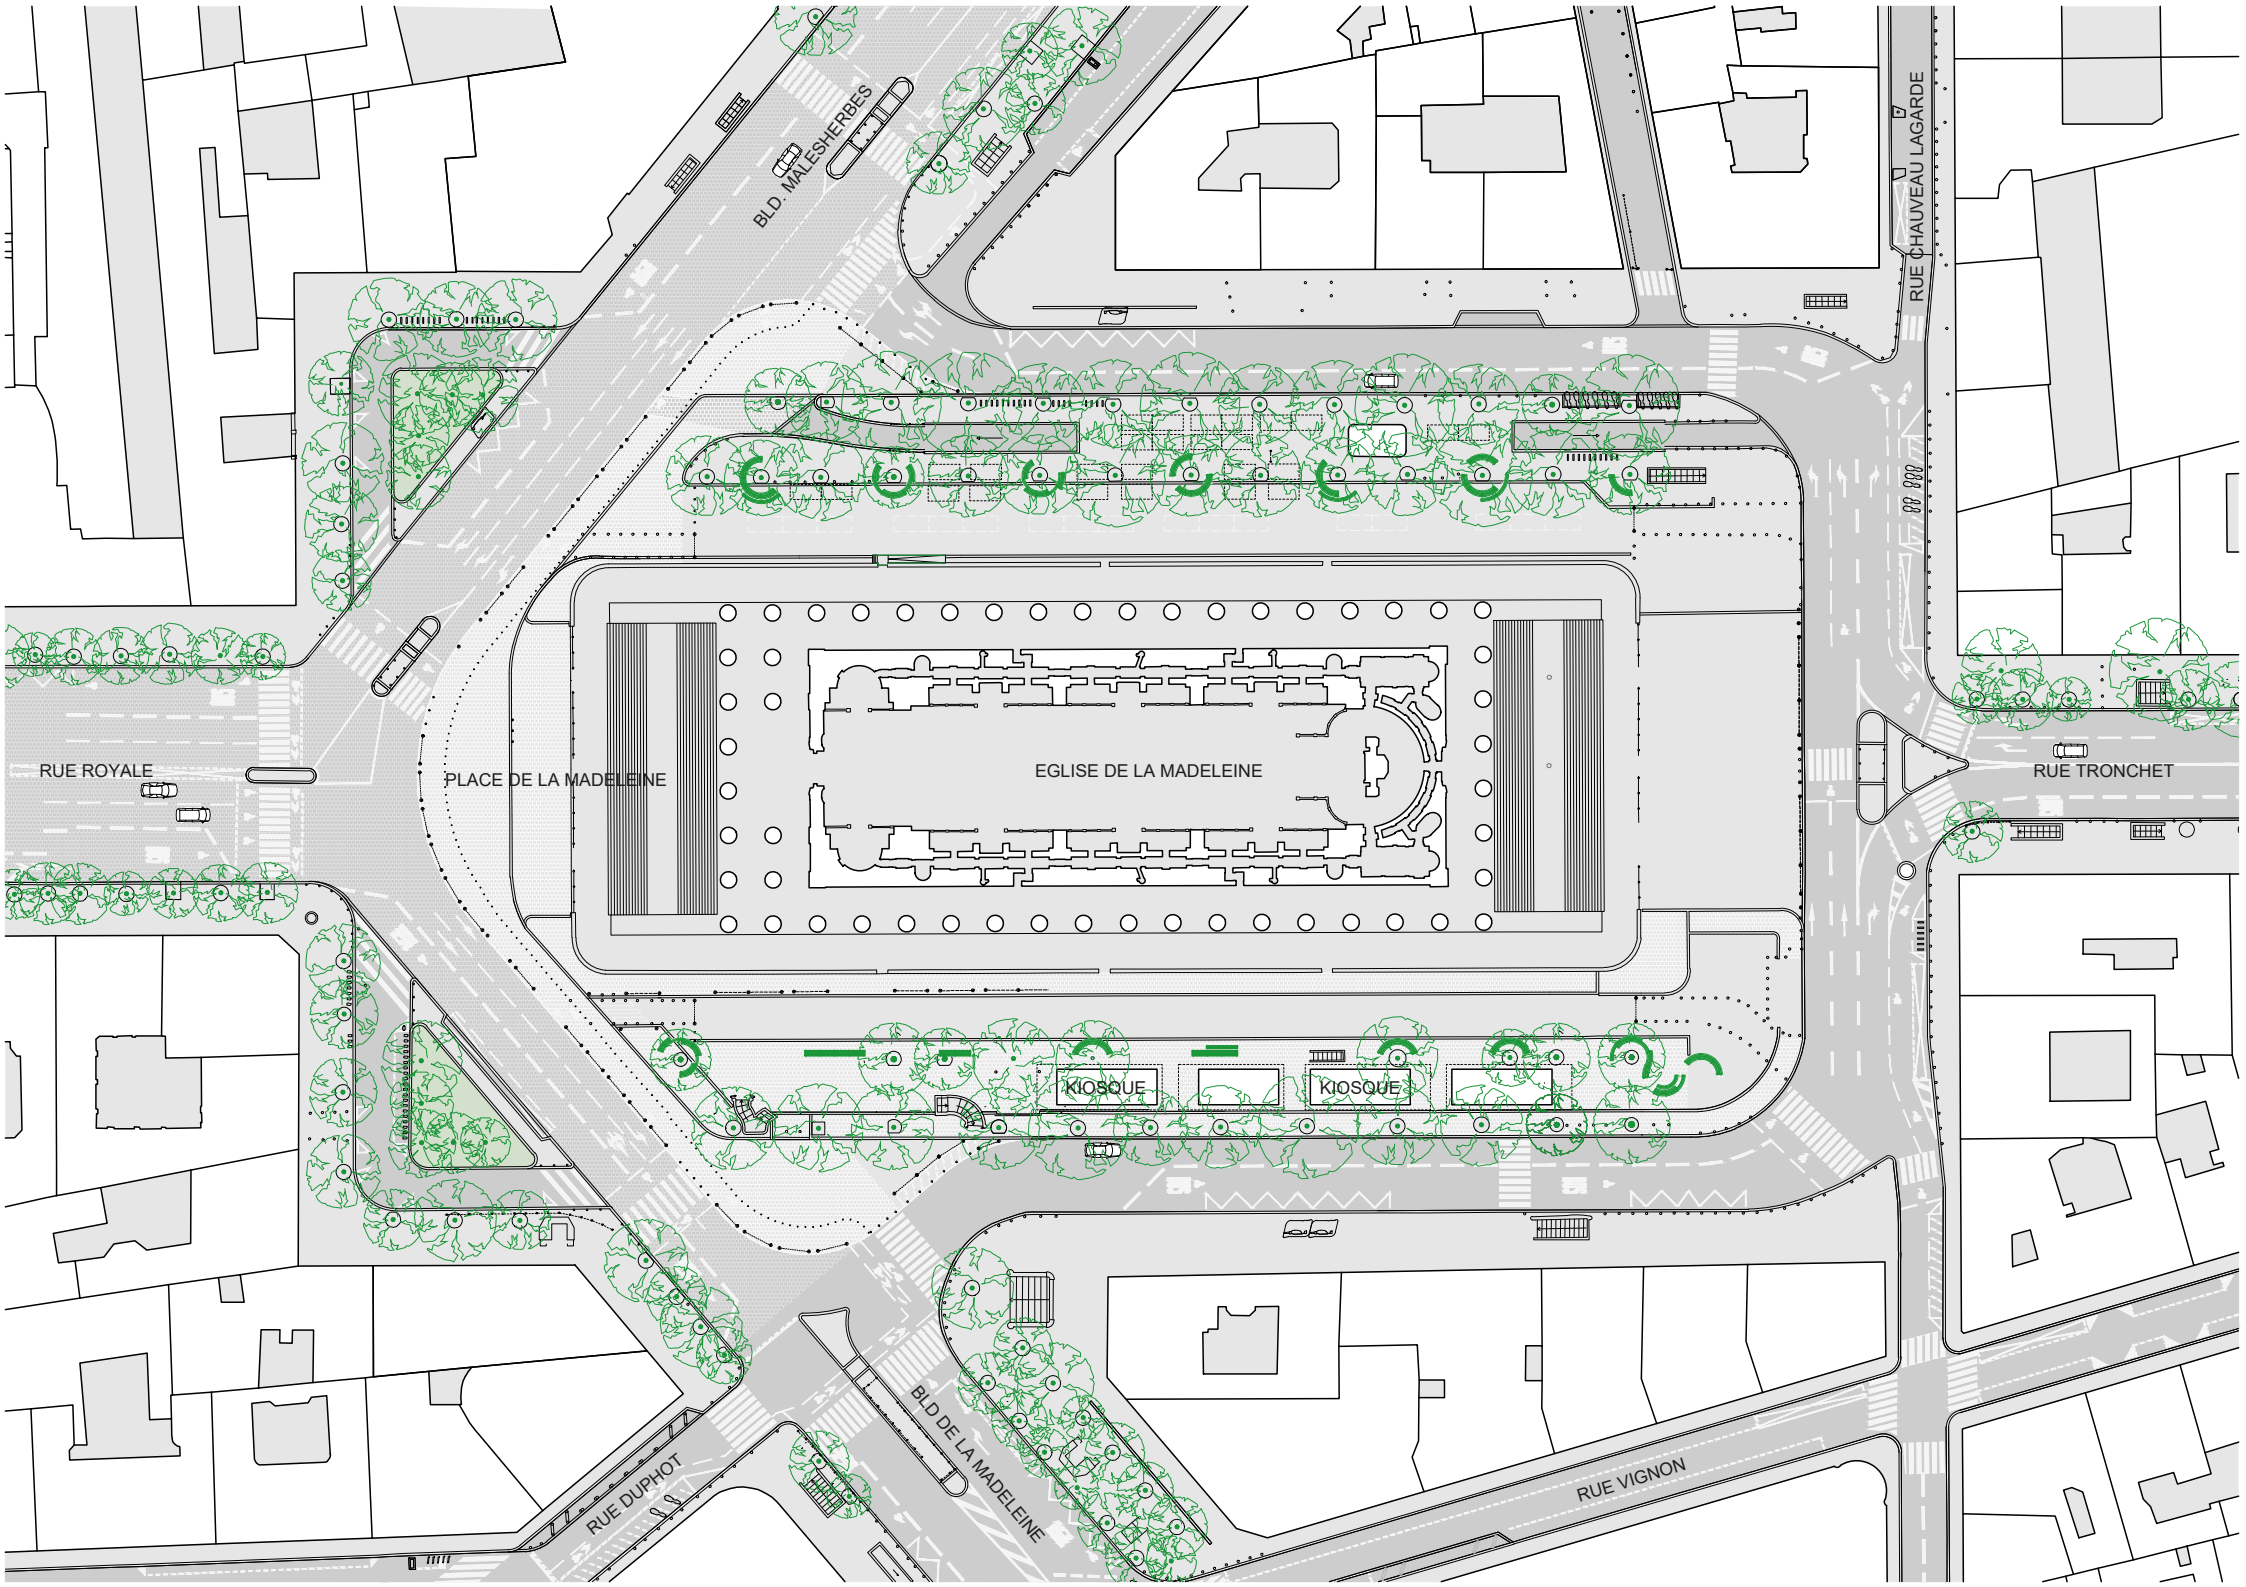 BLD. MALESHERBES
RUE CHAUVEAU LAGARDE
RUE ROYALE
PLACE DE LA MADELEINE
EGLISE DE LA MADELEINE
RUE TRONCHET
KIOSQUE
KIOSQUE
BLD DE LA MADELEINE
RUE DUPHOT
RUE VIGNON